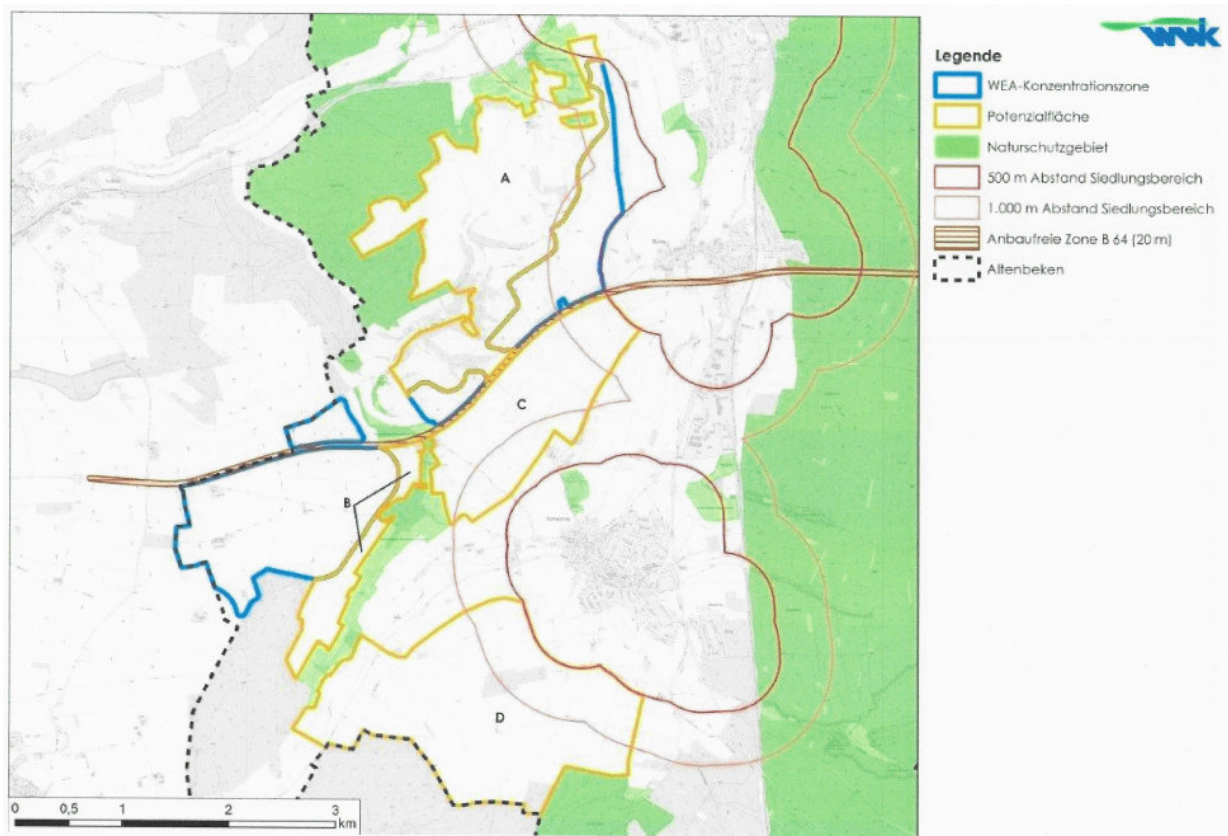 wwk
Legende
WEA-Konzentrationszone
Potenzialfläche
Naturschutzgebiet
500 m Abstand Siedlungsbereich
1.000 m Abstand Siedlungsbereich
Anbaufreie Zone B 64 (20 m)
Altenbeken
A
C
B
D
0 0,5 1 2 3
km